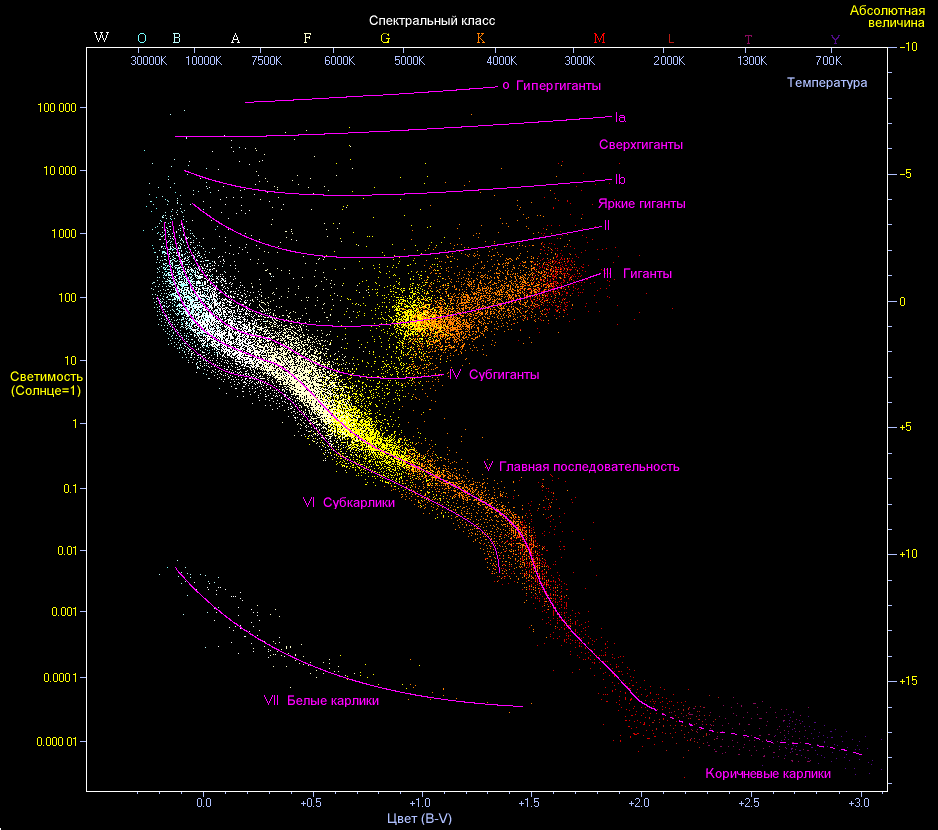 Спектральный класс
Абсолютная
величина
W O B A F G K M L T Y
-10
30000K 10000K 7500K 6000K 5000K 4000K 3000K 2000K 1300K 700K
Температура
o Гипергиганты
100 000
Ia
Сверхгиганты
10 000
-5
Ib
Яркие гиганты
II
1000
III Гиганты
100
0
10
IV Субгиганты
Светимость
(Солнце=1)
1
+5
V Главная последовательность
0.1
VI Субкарлики
0.01
+10
0.001
0.0001
+15
VII Белые карлики
0.000 01
Коричневые карлики
0.0 +0.5 +1.0 +1.5 +2.0 +2.5 +3.0
Цвет (B-V)